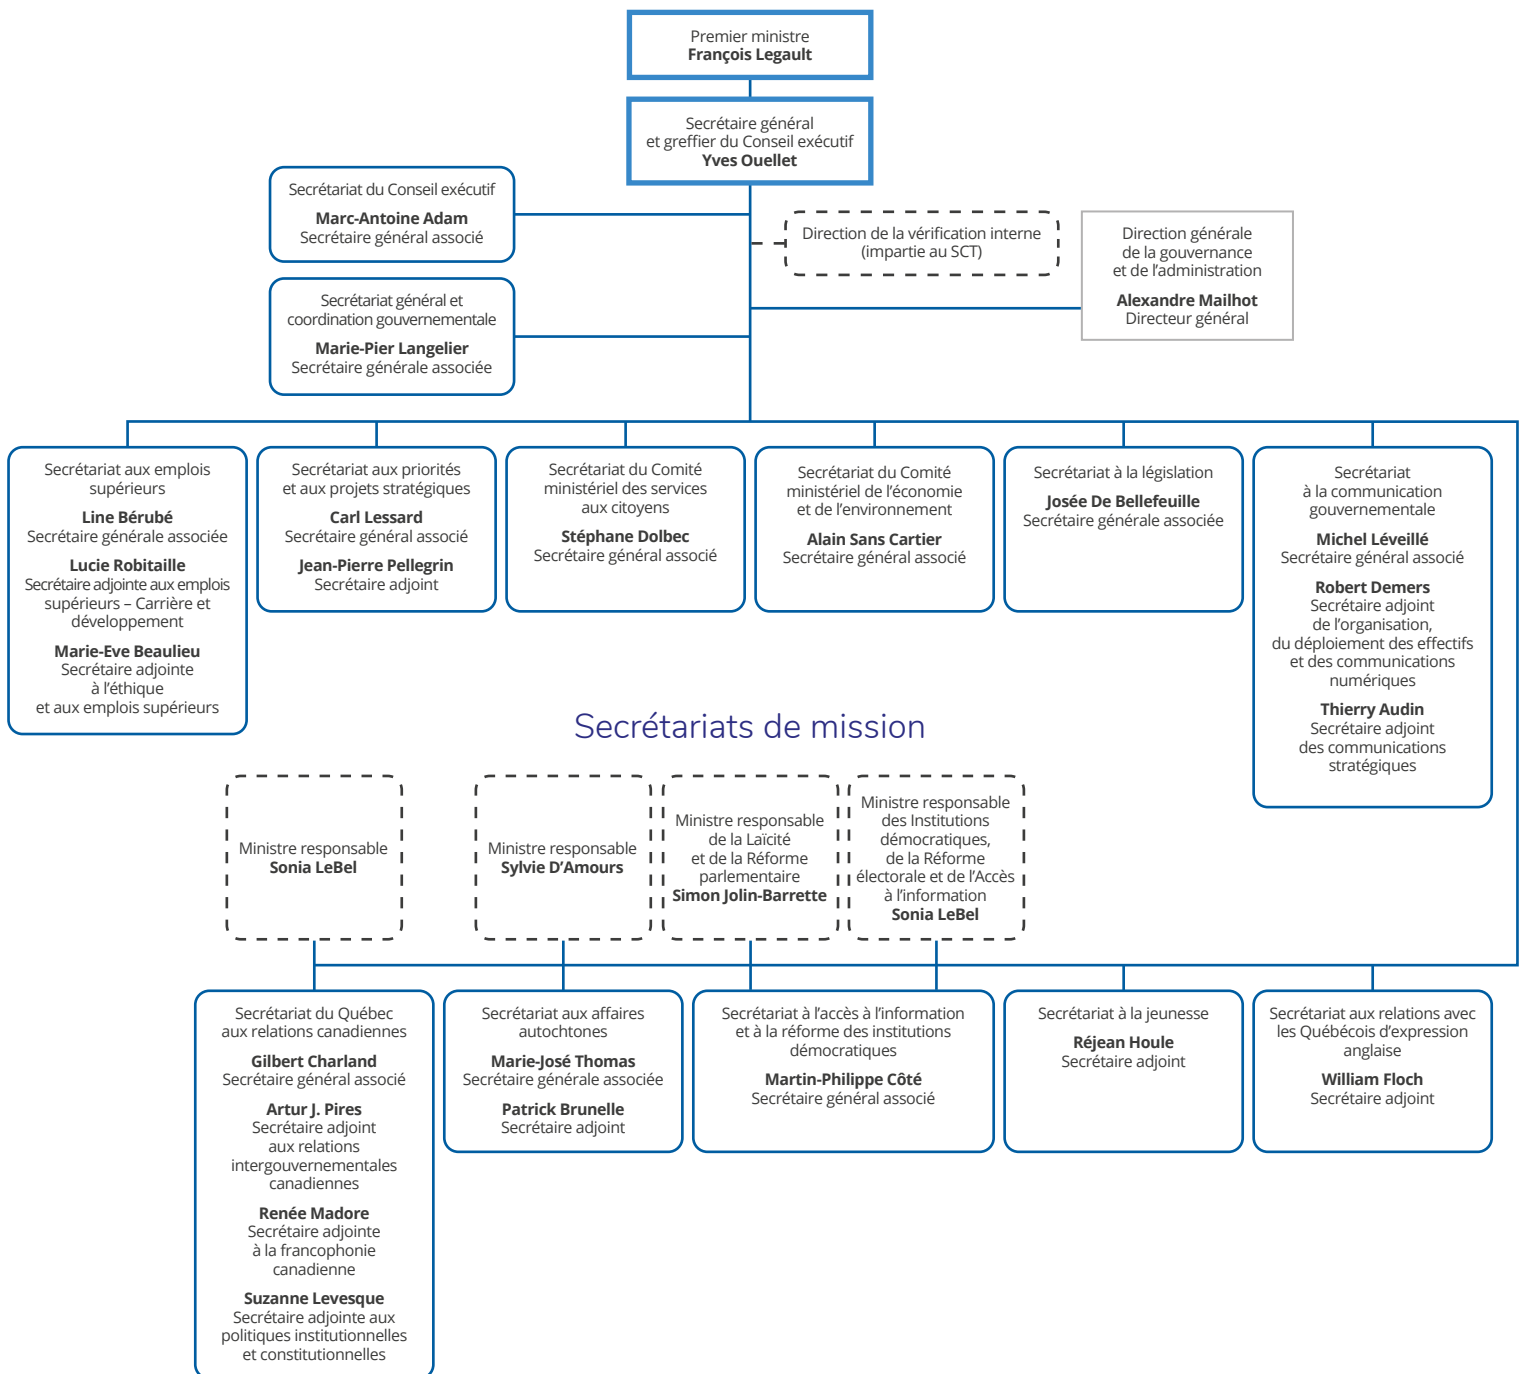 Premier ministre
François Legault
Secrétaire général
et greffier du Conseil exécutif
Yves Ouellet
Secrétariat du Conseil exécutif
Marc-Antoine Adam
Secrétaire général associé
Direction de la vérification interne
(impartie au SCT)
Direction générale
de la gouvernance
et de l’administration
Alexandre Mailhot
Directeur général
Secrétariat général et
coordination gouvernementale
Marie-Pier Langelier
Secrétaire générale associée
Secrétariat aux emplois
supérieurs
Line Bérubé
Secrétaire générale associée
Lucie Robitaille
Secrétaire adjointe aux emplois
supérieurs – Carrière et
développement
Marie-Eve Beaulieu
Secrétaire adjointe
à l’éthique
et aux emplois supérieurs
Secrétariat aux priorités
et aux projets stratégiques
Carl Lessard
Secrétaire général associé
Jean-Pierre Pellegrin
Secrétaire adjoint
Secrétariat du Comité
ministériel des services
aux citoyens
Stéphane Dolbec
Secrétaire général associé
Secrétariat du Comité
ministériel de l’économie
et de l’environnement
Alain Sans Cartier
Secrétaire général associé
Secrétariat à la législation
Josée De Bellefeuille
Secrétaire générale associée
Secrétariat
à la communication
gouvernementale
Michel Léveillé
Secrétaire général associé
Robert Demers
Secrétaire adjoint
de l’organisation,
du déploiement des effectifs
et des communications
numériques
Thierry Audin
Secrétaire adjoint
des communications
stratégiques
Secrétariats de mission
Ministre responsable
Sonia LeBel
Ministre responsable
Sylvie D’Amours
Ministre responsable
de la Laïcité
et de la Réforme
parlementaire
Simon Jolin-Barrette
Ministre responsable
des Institutions
démocratiques,
de la Réforme
électorale et de l’Accès
à l’information
Sonia LeBel
Secrétariat du Québec
aux relations canadiennes
Gilbert Charland
Secrétaire général associé
Artur J. Pires
Secrétaire adjoint
aux relations
intergouvernementales
canadiennes
Renée Madore
Secrétaire adjointe
à la francophonie
canadienne
Suzanne Levesque
Secrétaire adjointe aux
politiques institutionnelles
et constitutionnelles
Secrétariat aux affaires
autochtones
Marie-José Thomas
Secrétaire générale associée
Patrick Brunelle
Secrétaire adjoint
Secrétariat à l’accès à l’information
et à la réforme des institutions
démocratiques
Martin-Philippe Côté
Secrétaire général associé
Secrétariat à la jeunesse
Réjean Houle
Secrétaire adjoint
Secrétariat aux relations avec
les Québécois d’expression
anglaise
William Floch
Secrétaire adjoint